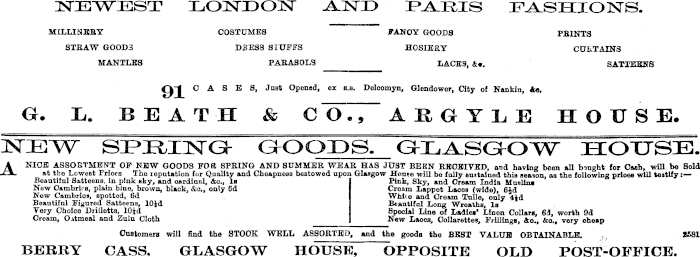 NEWEST LONDON AND PARIS FASHIONS.
MILLINERY COSTUMES FANCY GOODS PRINTS
STRAW GOODS DRESS STUFFS HOSIERY CURTAINS
MANTLES PARASOLS LACES, &c. SATTEENS
91 CASES, Just Opened, ex s.s. Delcomyn, Glendower, City of Nankin, &c.
G. L. BEATH & CO., ARGYLE HOUSE.
NEW SPRING GOODS. GLASGOW HOUSE.
A NICE ASSORTMENT OF NEW GOODS FOR SPRING AND SUMMER WEAR HAS JUST BEEN RECEIVED, and having been all bought for Cash, will be Sold
at the Lowest Prices The reputation for Quality and Cheapness bestowed upon Glasgow House will be fully sustained this season, as the following prices will testify:—
Beautiful Satteens, in pink sky, and cardinal, &c., 1s
New Cambrics, plain blue, brown, black, &c., only 6d
New Cambrics, spotted, 6d
Beautiful Figured Satteens, 10½d
Very Choice Drilletts, 10½d
Cream, Oatmeal and Zulu Cloth
Pink, Sky, and Cream India Muslins
Cream Lappet Laces (wide), 6½d
White and Cream Tulle, only 4½d
Beautiful Long Wreaths, 1s
Special Line of Ladies' Linen Collars, 6d, worth 9d
New Laces, Collarettes, Frillings, &c., &c., very cheap
Customers will find the STOCK WELL ASSORTED, and the goods the BEST VALUE OBTAINABLE. 2581
BERRY CASS, GLASGOW HOUSE, OPPOSITE OLD POST-OFFICE.